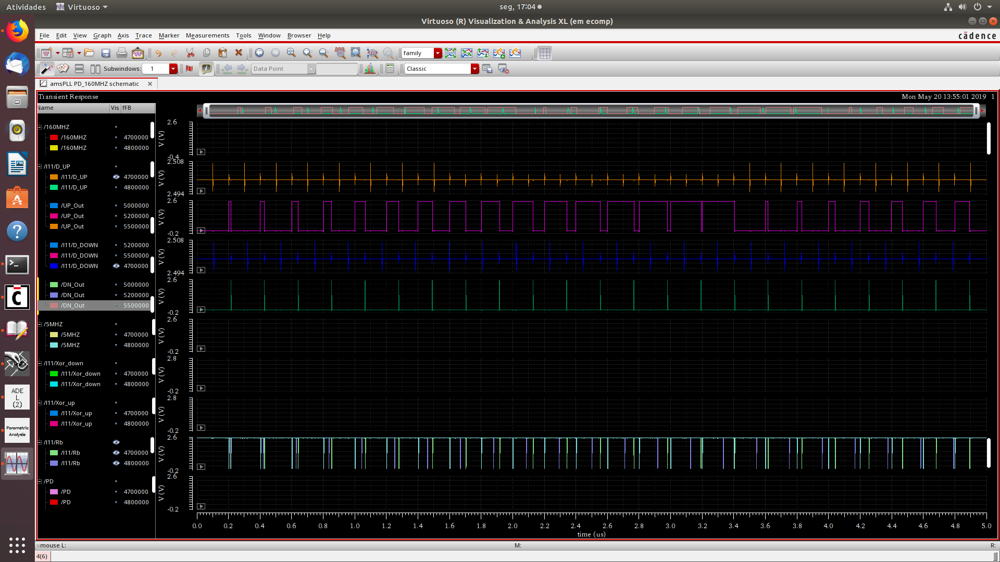 Atividades
Virtuoso
seg, 17:04
Virtuoso (R) Visualization & Analysis XL (em ecomp)
File Edit View Graph Axis Trace Marker Measurements Tools Window Browser Help
cādence
family
Subwindows: 1
Data Point
Classic
amsPLL PD_160MHZ schematic
Transient Response
Mon May 20 13:55:01 2019 1
Name Vis fFB
/160MHZ
/160MHZ 4700000
/160MHZ 4800000
/I11/D_UP
/I11/D_UP 4700000
/I11/D_UP 4800000
/UP_Out 5000000
/UP_Out 5200000
/UP_Out 5500000
/I11/D_DOWN 5200000
/I11/D_DOWN 5500000
/I11/D_DOWN 4700000
/DN_Out 5000000
/DN_Out 5200000
/DN_Out 5500000
/5MHZ
/5MHZ 4700000
/5MHZ 4800000
/I11/Xor_down
/I11/Xor_down 4700000
/I11/Xor_down 4800000
/I11/Xor_up
/I11/Xor_up 4700000
/I11/Xor_up 4800000
/I11/Rb
/I11/Rb 4700000
/I11/Rb 4800000
/PD
/PD 4700000
/PD 4800000
2.6
V (V)
-0.4
2.508
V (V)
2.494
2.6
V (V)
-0.2
2.508
V (V)
2.494
2.6
V (V)
-0.2
2.6
V (V)
-0.2
2.8
V (V)
-0.2
2.8
V (V)
-0.2
2.6
V (V)
-0.2
2.6
V (V)
-0.2
0.0 0.2 0.4 0.6 0.8 1.0 1.2 1.4 1.6 1.8 2.0 2.2 2.4 2.6 2.8 3.0 3.2 3.4 3.6 3.8 4.0 4.2 4.4 4.6 4.8 5.0
time (us)
ADE
L
(2)
Parametric
Analysis
mouse L: M: R:
4(6)